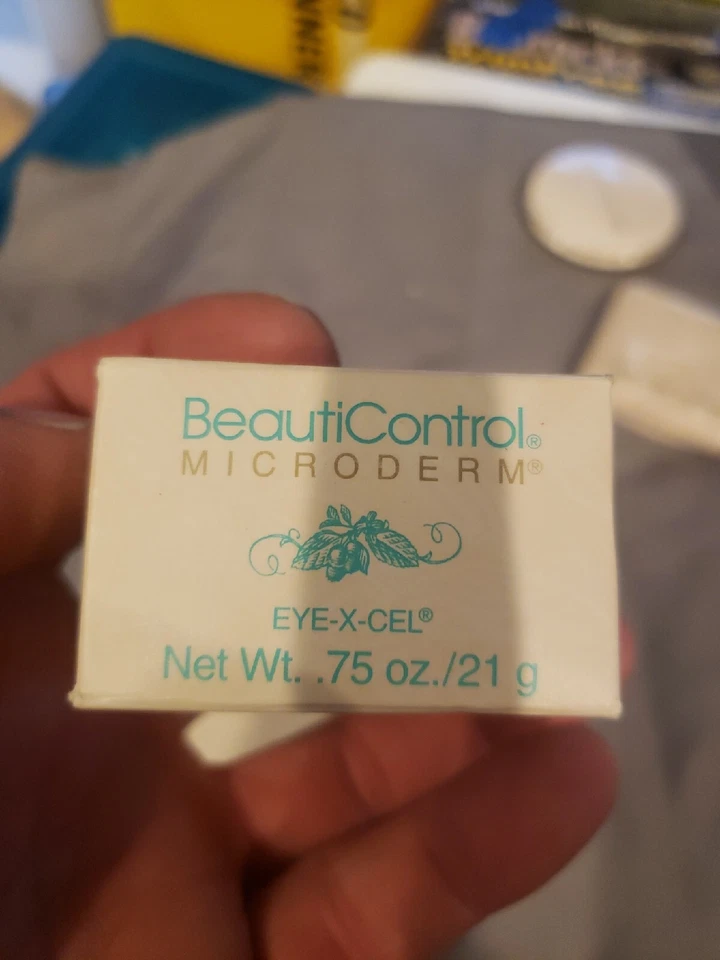 BeautiControl®
MICRODERM®
EYE-X-CEL®
Net Wt. .75 oz./21 g